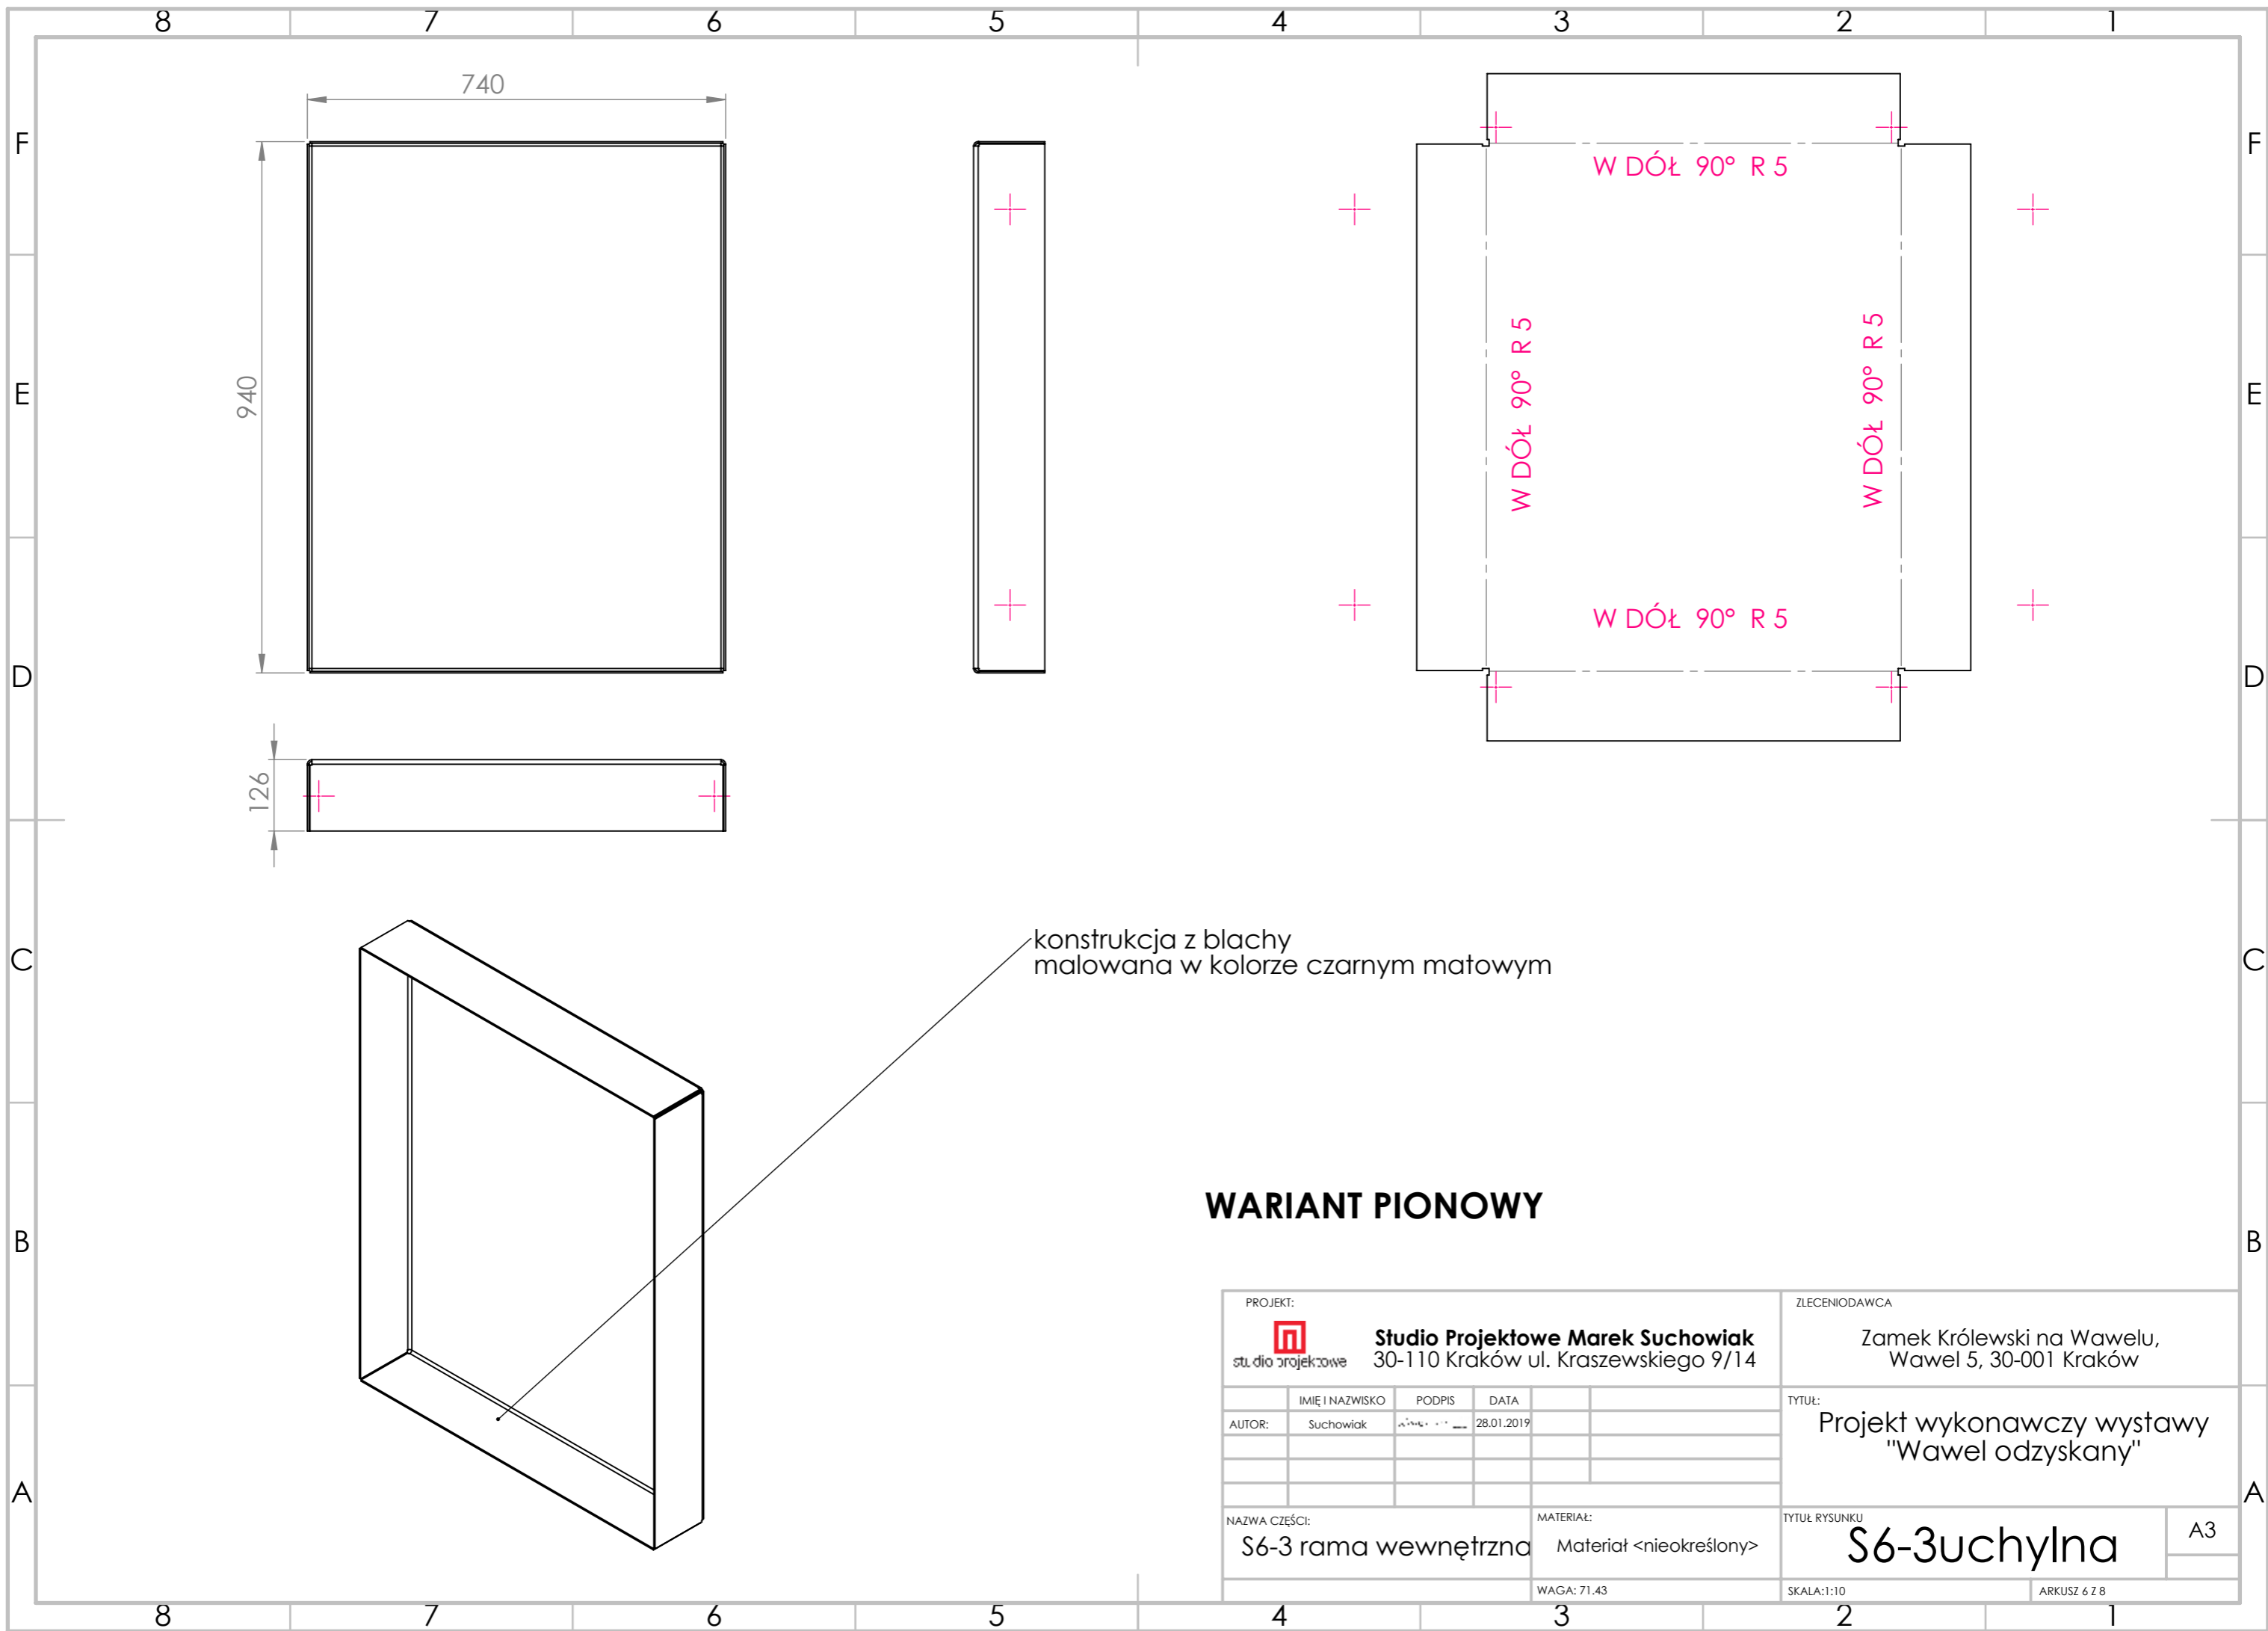 8 7 6 5 4 3 2 1
F F
E E
D D
C C
B B
A A
740
940
126
W DÓŁ 90° R 5
W DÓŁ 90° R 5
W DÓŁ 90° R 5
W DÓŁ 90° R 5
konstrukcja z blachy
malowana w kolorze czarnym matowym
WARIANT PIONOWY
PROJEKT:
studio projektowe
Studio Projektowe Marek Suchowiak
30-110 Kraków ul. Kraszewskiego 9/14
ZLECENIODAWCA
Zamek Królewski na Wawelu,
Wawel 5, 30-001 Kraków
IMIĘ I NAZWISKO PODPIS DATA
AUTOR: Suchowiak 28.01.2019
TYTUŁ:
Projekt wykonawczy wystawy
"Wawel odzyskany"
NAZWA CZĘŚCI:
S6-3 rama wewnętrzna
MATERIAŁ:
Materiał <nieokreślony>
TYTUŁ RYSUNKU
S6-3uchylna
A3
WAGA: 71.43
SKALA:1:10
ARKUSZ 6 Z 8
8 7 6 5 4 3 2 1